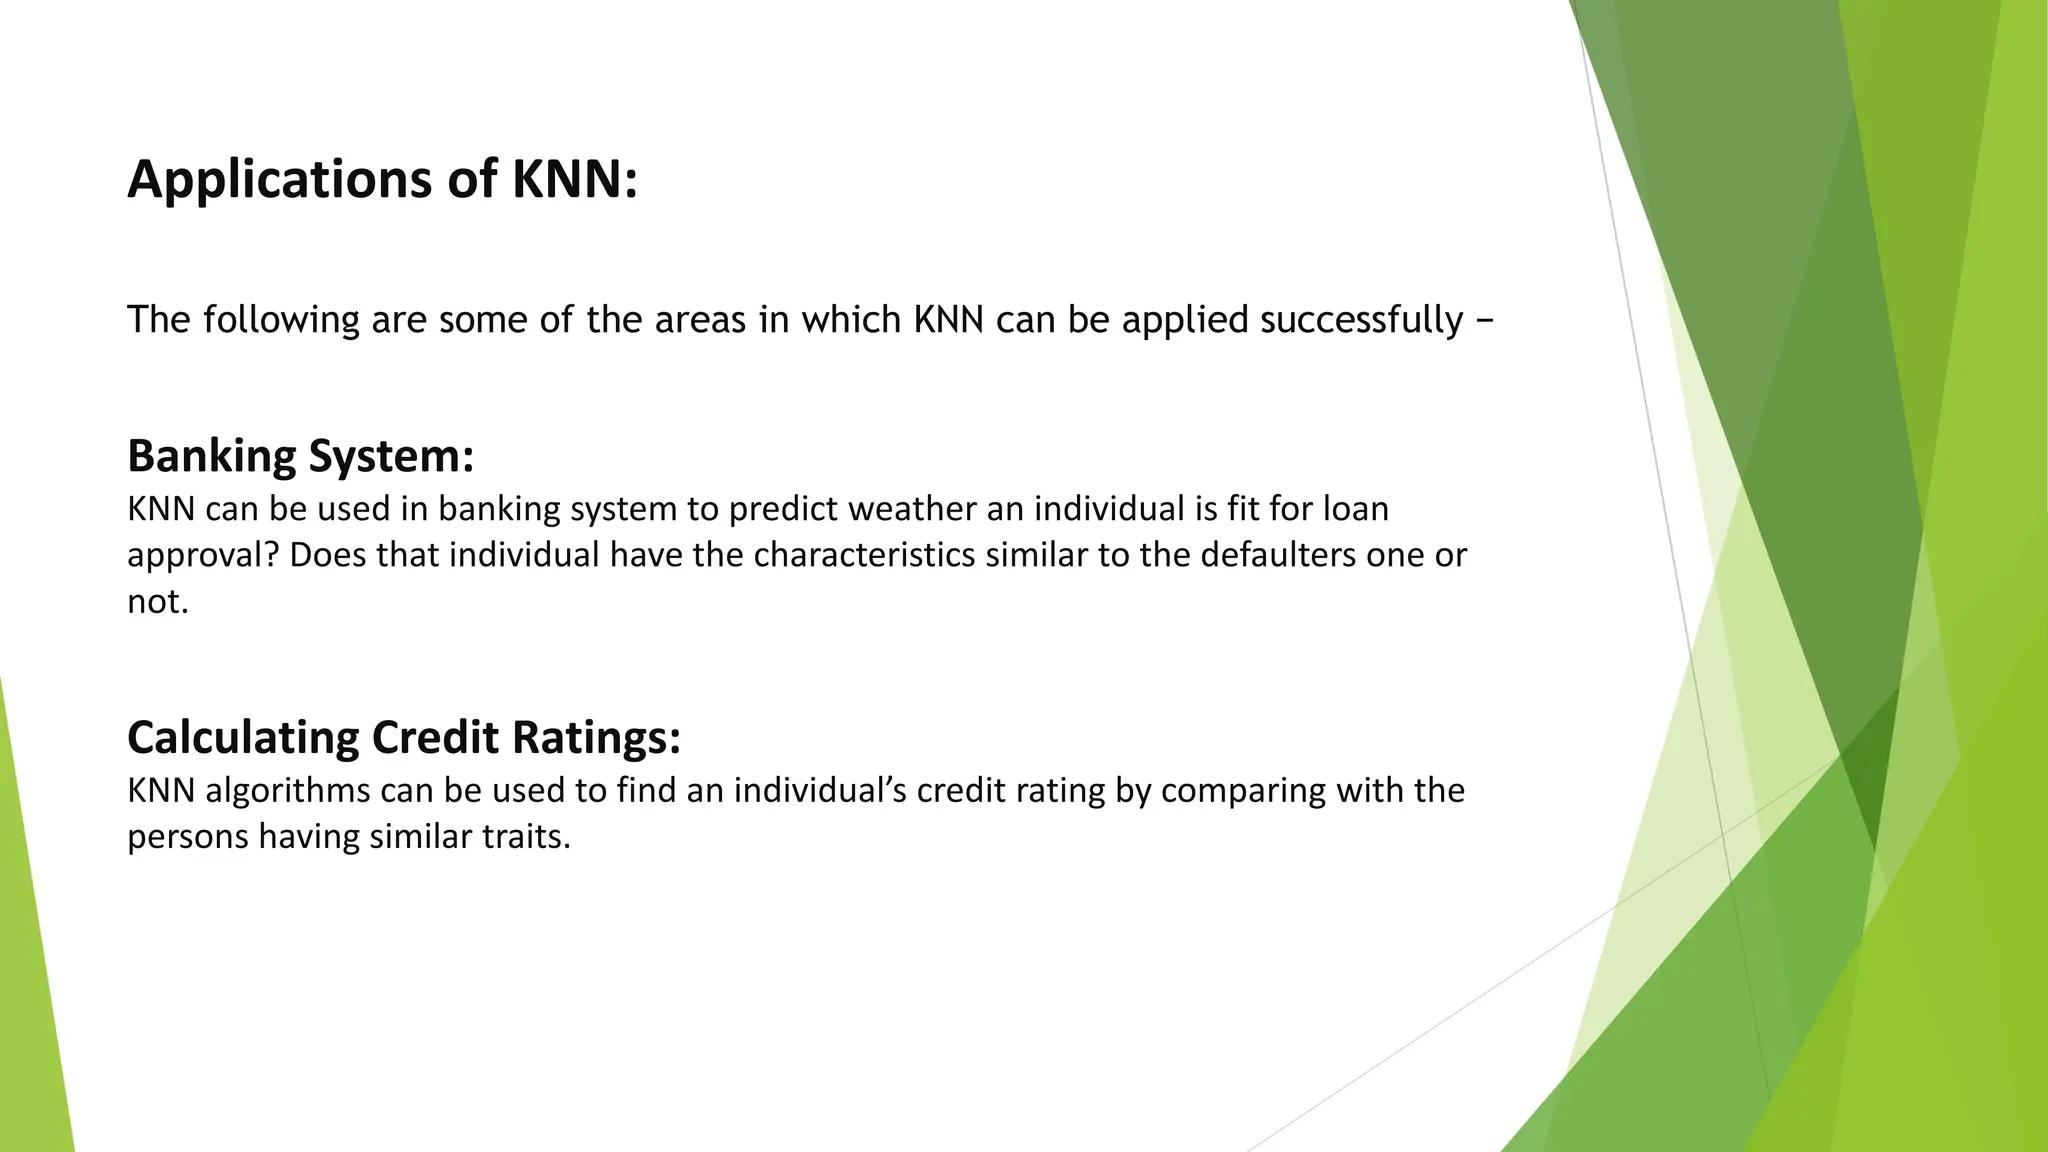 Applications of KNN:
The following are some of the areas in which KNN can be applied successfully –
Banking System:
KNN can be used in banking system to predict weather an individual is fit for loan
approval? Does that individual have the characteristics similar to the defaulters one or
not.
Calculating Credit Ratings:
KNN algorithms can be used to find an individual’s credit rating by comparing with the
persons having similar traits.